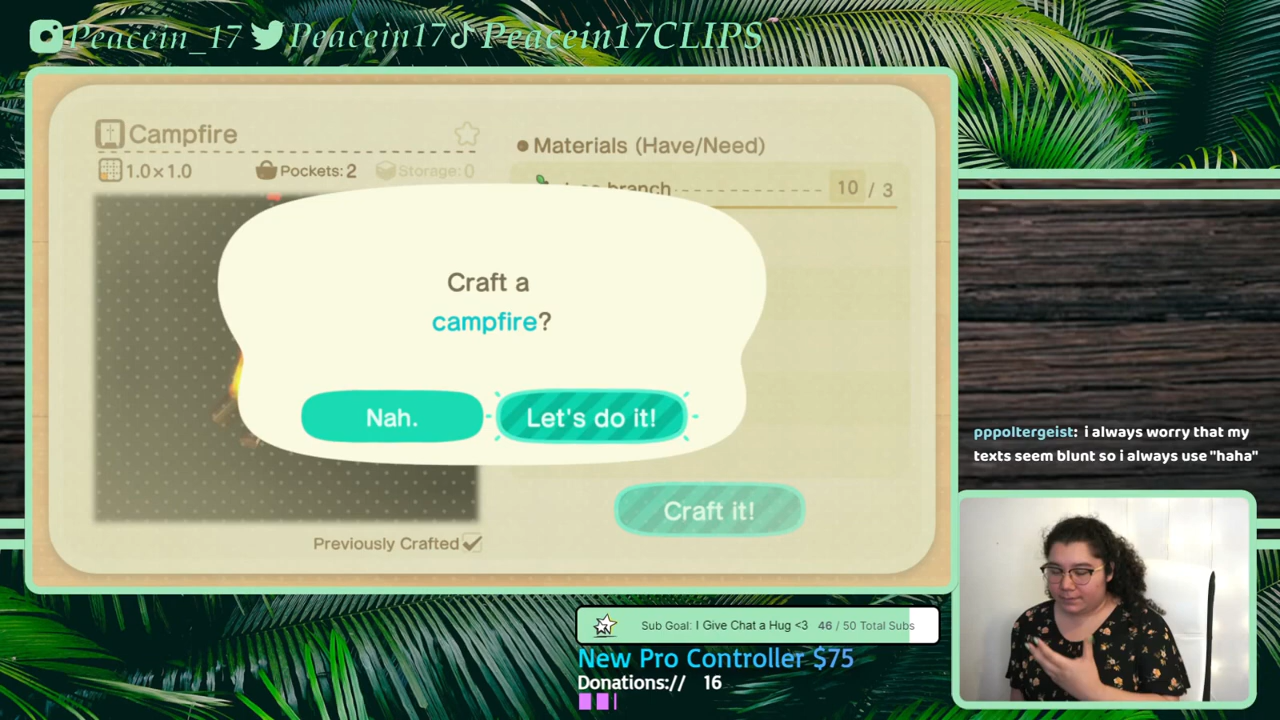 Peacein_17 Peacein17 Peacein17CLIPS
Campfire
1.0×1.0 Pockets: 2 Storage: 0
Materials (Have/Need)
branch 10 / 3
Craft a
campfire?
Nah. Let's do it!
Craft it!
Previously Crafted
pppoltergeist: i always worry that my
texts seem blunt so i always use "haha"
Sub Goal: I Give Chat a Hug <3 46 / 50 Total Subs
New Pro Controller $75
Donations:// 16